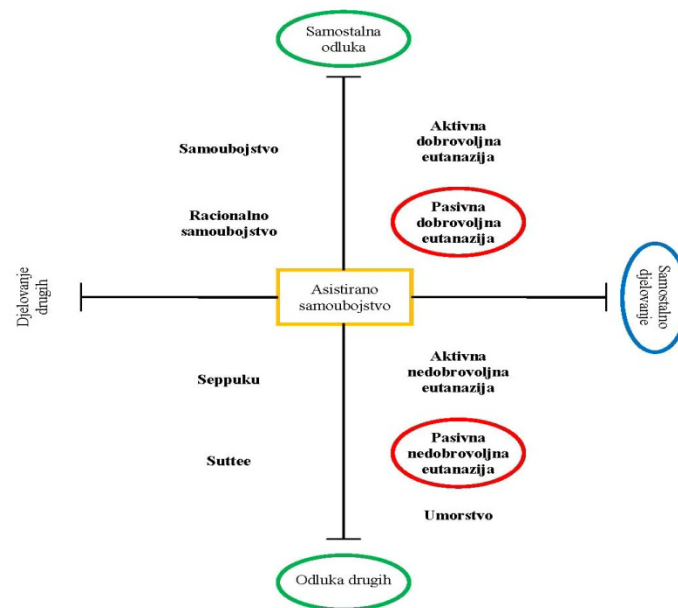 Samostalna
odluka
Samoubojstvo
Aktivna
dobrovoljna
eutanazija
Racionalno
samoubojstvo
Pasivna
dobrovoljna
eutanazija
Djelovanje
drugih
Asistirano
samoubojstvo
Samostalno
djelovanje
Seppuku
Aktivna
nedobrovoljna
eutanazija
Suttee
Pasivna
nedobrovoljna
eutanazija
Umorstvo
Odluka drugih